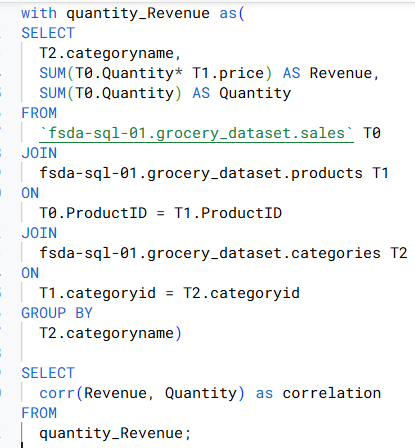 with quantity_Revenue as(
SELECT
T2.categoryname,
SUM(T0.Quantity* T1.price) AS Revenue,
SUM(T0.Quantity) AS Quantity
FROM
`fsda-sql-01.grocery_dataset.sales` T0
JOIN
fsda-sql-01.grocery_dataset.products T1
ON
T0.ProductID = T1.ProductID
JOIN
fsda-sql-01.grocery_dataset.categories T2
ON
T1.categoryid = T2.categoryid
GROUP BY
T2.categoryname)
SELECT
corr(Revenue, Quantity) as correlation
FROM
quantity_Revenue;